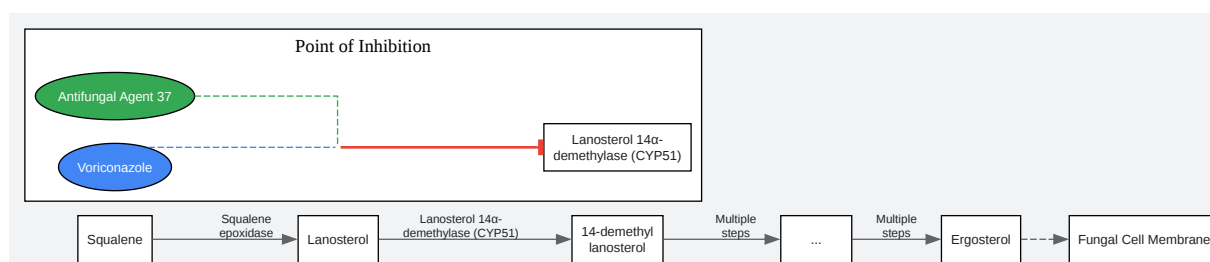 Point of Inhibition
Antifungal Agent 37
Voriconazole
Lanosterol 14α-
demethylase (CYP51)
Squalene
Squalene
epoxidase
Lanosterol
Lanosterol 14α-
demethylase (CYP51)
14-demethyl
lanosterol
Multiple
steps
...
Multiple
steps
Ergosterol
Fungal Cell Membrane